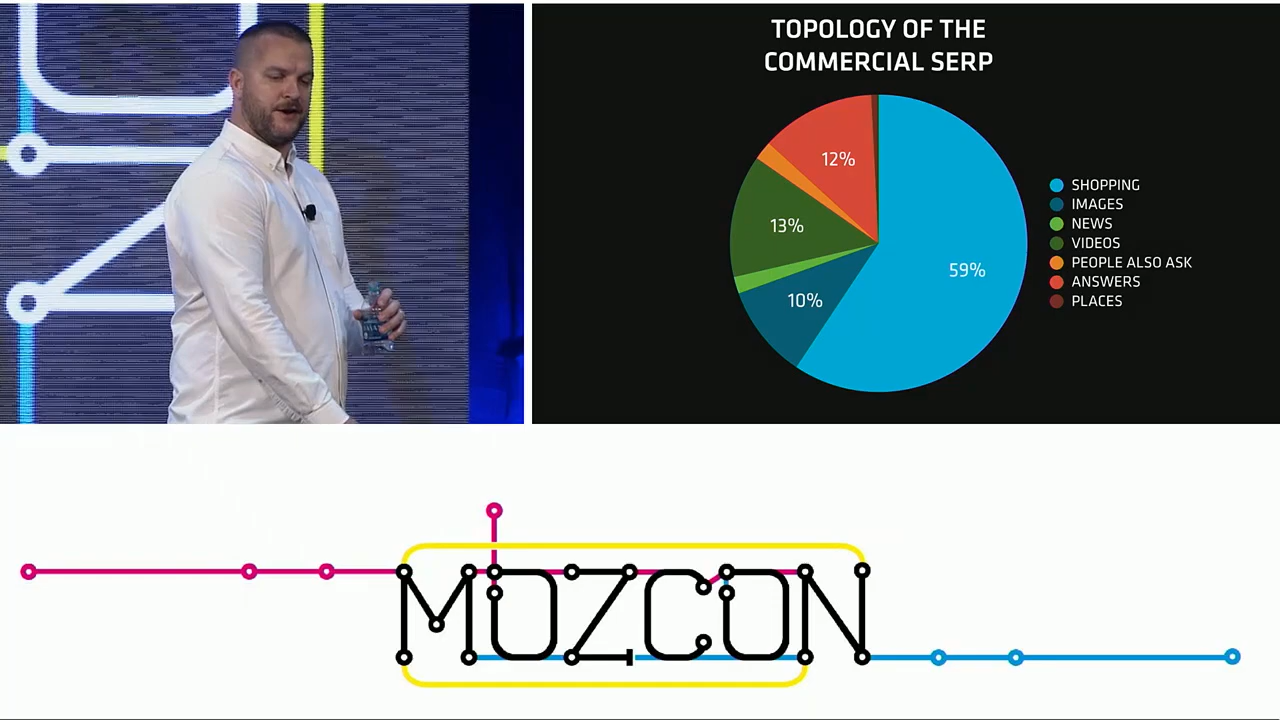 TOPOLOGY OF THE
COMMERCIAL SERP
12%
13%
59%
10%
SHOPPING
IMAGES
NEWS
VIDEOS
PEOPLE ALSO ASK
ANSWERS
PLACES
MOZCON